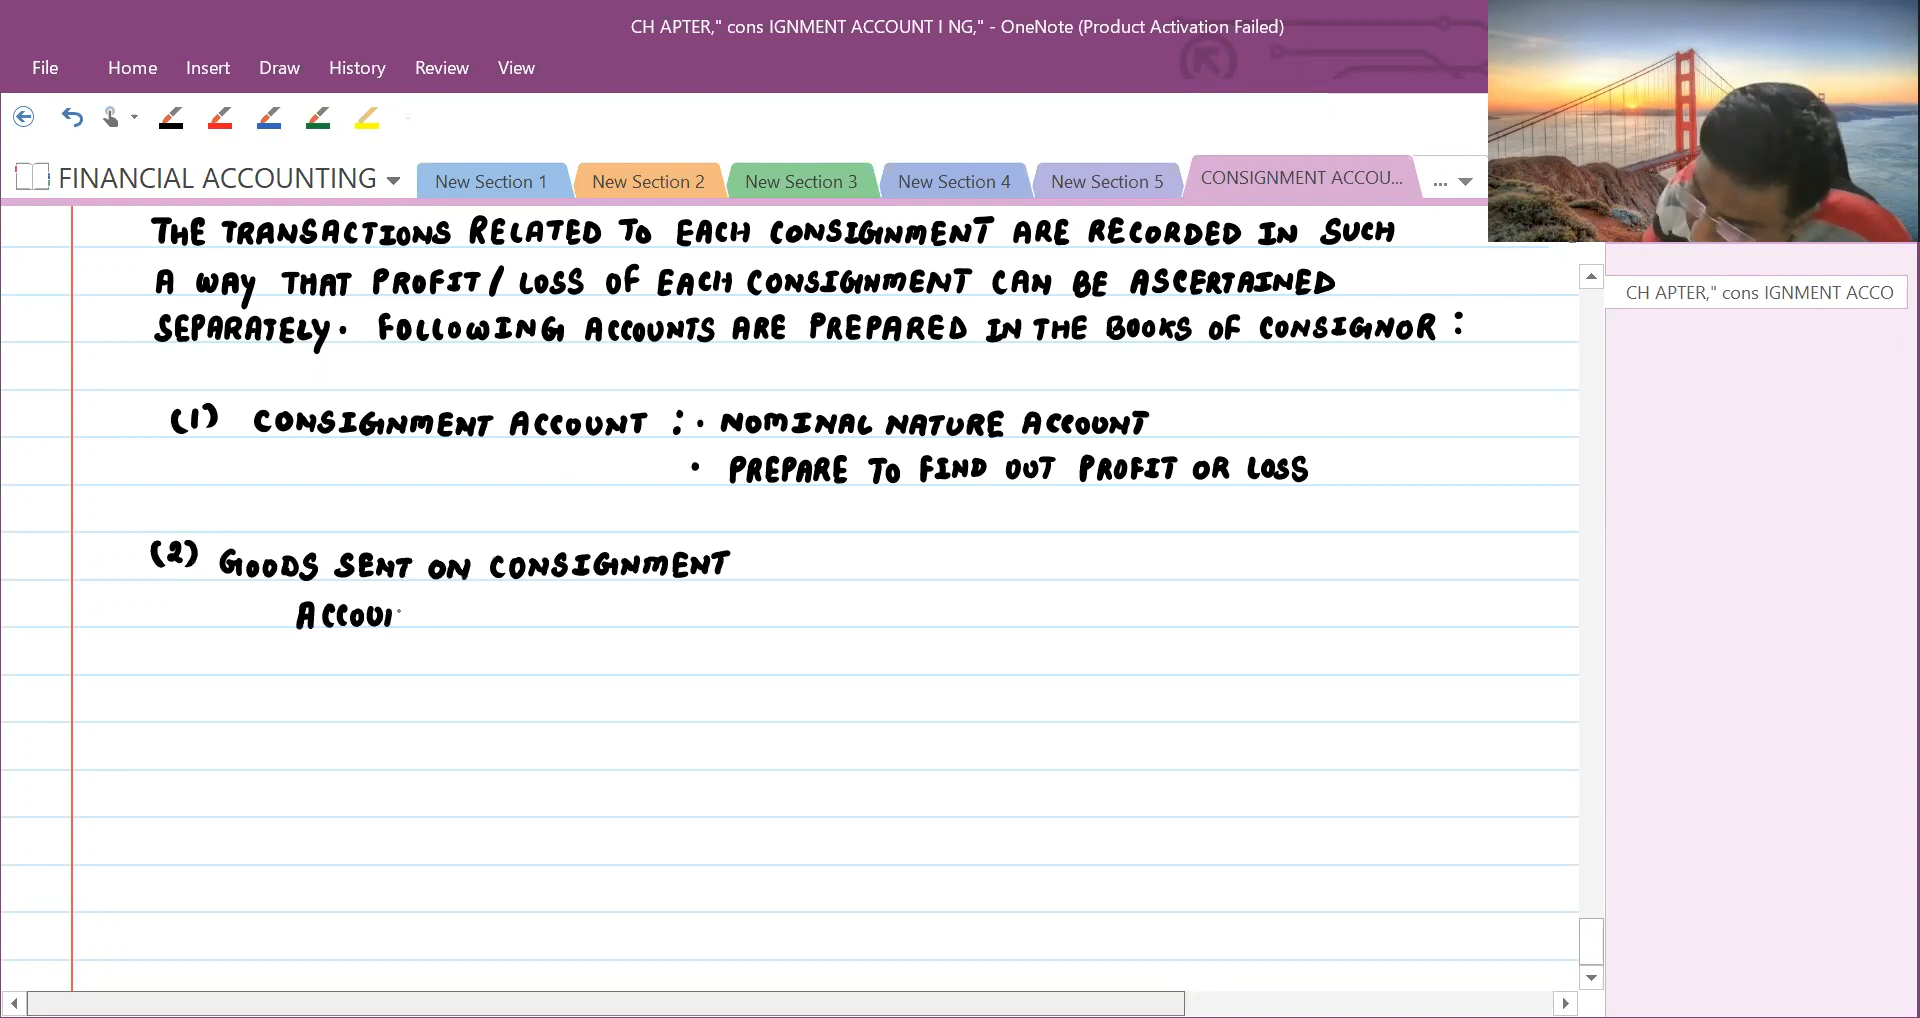 CH APTER," cons IGNMENT ACCOUNT I NG," - OneNote (Product Activation Failed)
File Home Insert Draw History Review View
FINANCIAL ACCOUNTING New Section 1 New Section 2 New Section 3 New Section 4 New Section 5 CONSIGNMENT ACCOU... ...
CH APTER," cons IGNMENT ACCO
THE TRANSACTIONS RELATED TO EACH CONSIGNMENT ARE RECORDED IN SUCH
A WAY THAT PROFIT / LOSS OF EACH CONSIGNMENT CAN BE ASCERTAINED
SEPARATELY. FOLLOWING ACCOUNTS ARE PREPARED IN THE BOOKS OF CONSIGNOR :
(1) CONSIGNMENT ACCOUNT : • NOMINAL NATURE ACCOUNT
• PREPARE TO FIND OUT PROFIT OR LOSS
(2) GOODS SENT ON CONSIGNMENT